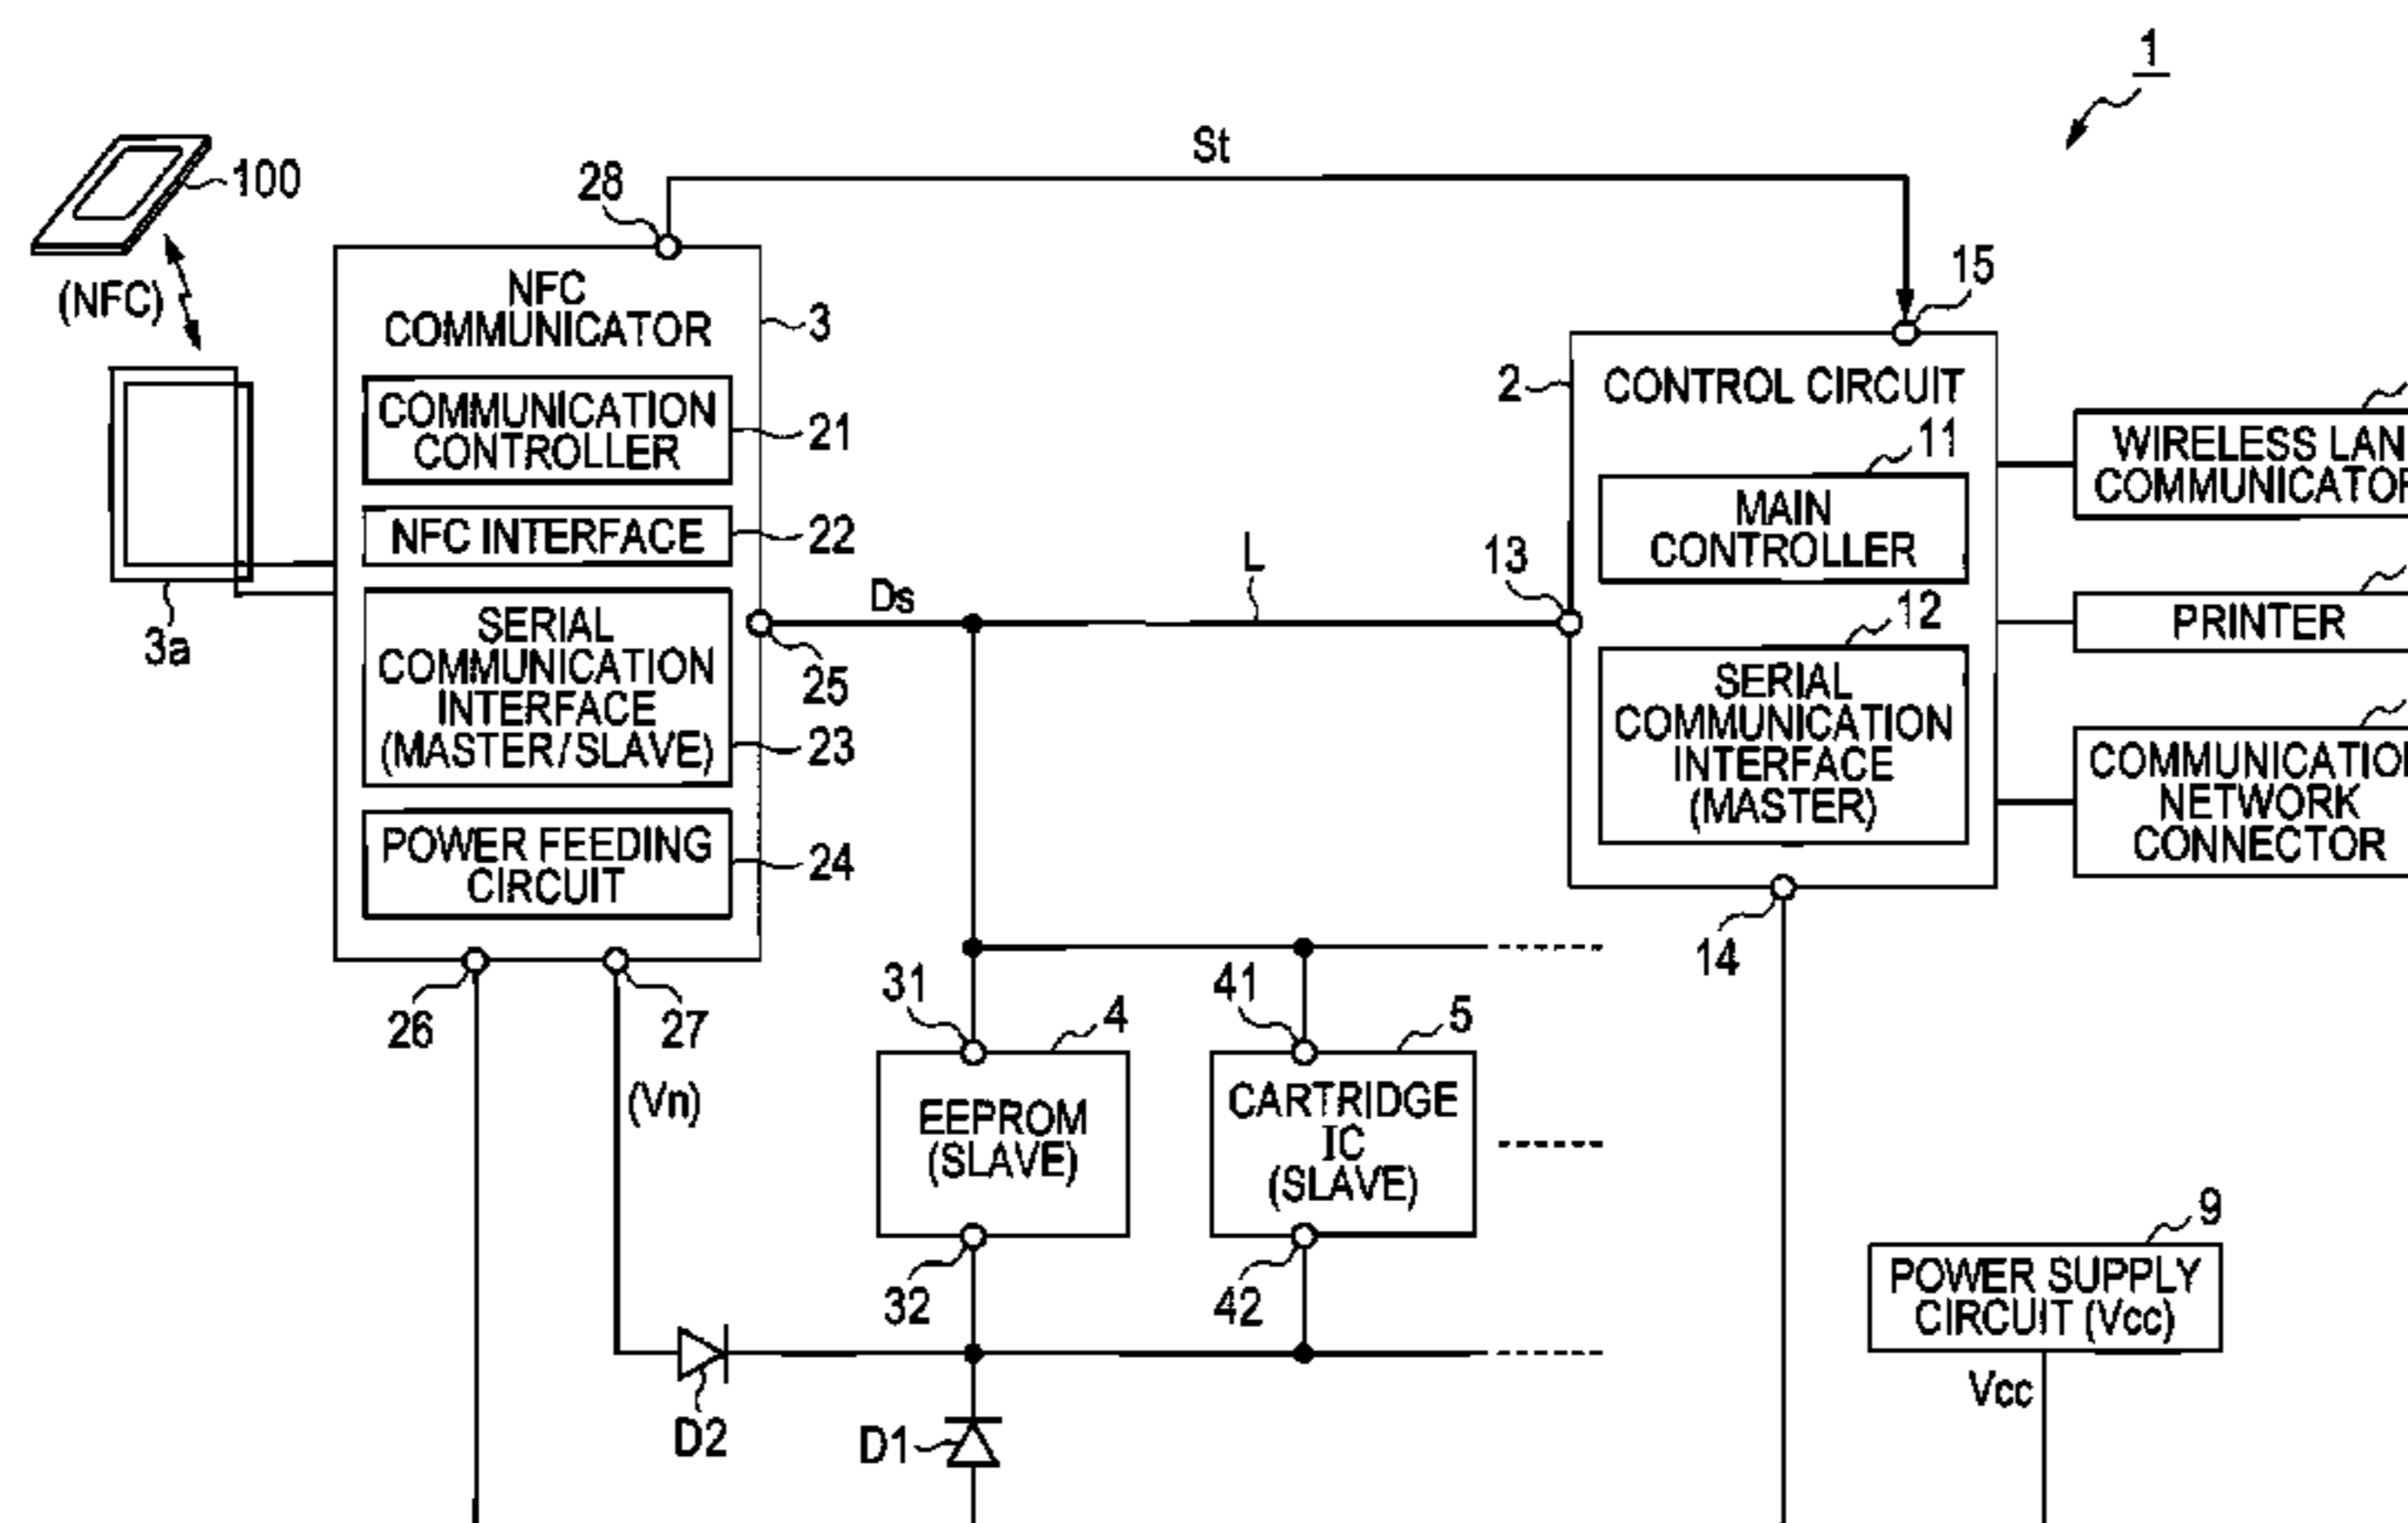 1
St
100
28
(NFC)
15
NFC
COMMUNICATOR
3
2
CONTROL CIRCUIT
COMMUNICATION
CONTROLLER
21
11
WIRELESS LAN
MAIN
CONTROLLER
NFC INTERFACE
22
L
13
Ds
3a
SERIAL
COMMUNICATION
INTERFACE
(MASTER/SLAVE)
25
23
12
PRINTER
SERIAL
COMMUNICATION
INTERFACE
(MASTER)
NETWORK
CONNECTOR
POWER FEEDING
CIRCUIT
24
14
26
27
31
4
41
5
(Vn)
EEPROM
(SLAVE)
CARTRIDGE
IC
(SLAVE)
9
32
42
POWER SUPPLY
CIRCUIT (Vcc)
Vcc
D2
D1